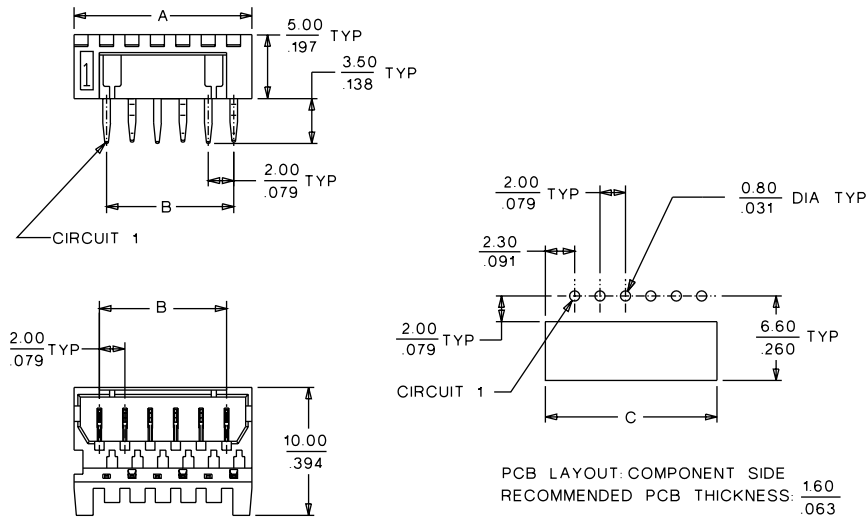 A
5.00
.197
TYP
1
3.50
.138
TYP
2.00
.079
TYP
B
CIRCUIT 1
2.00
.079
TYP
0.80
.031
DIA TYP
2.30
.091
2.00
.079
TYP
6.60
.260
TYP
CIRCUIT 1
C
B
2.00
.079
TYP
10.00
.394
PCB LAYOUT: COMPONENT SIDE
RECOMMENDED PCB THICKNESS: 1.60
.063